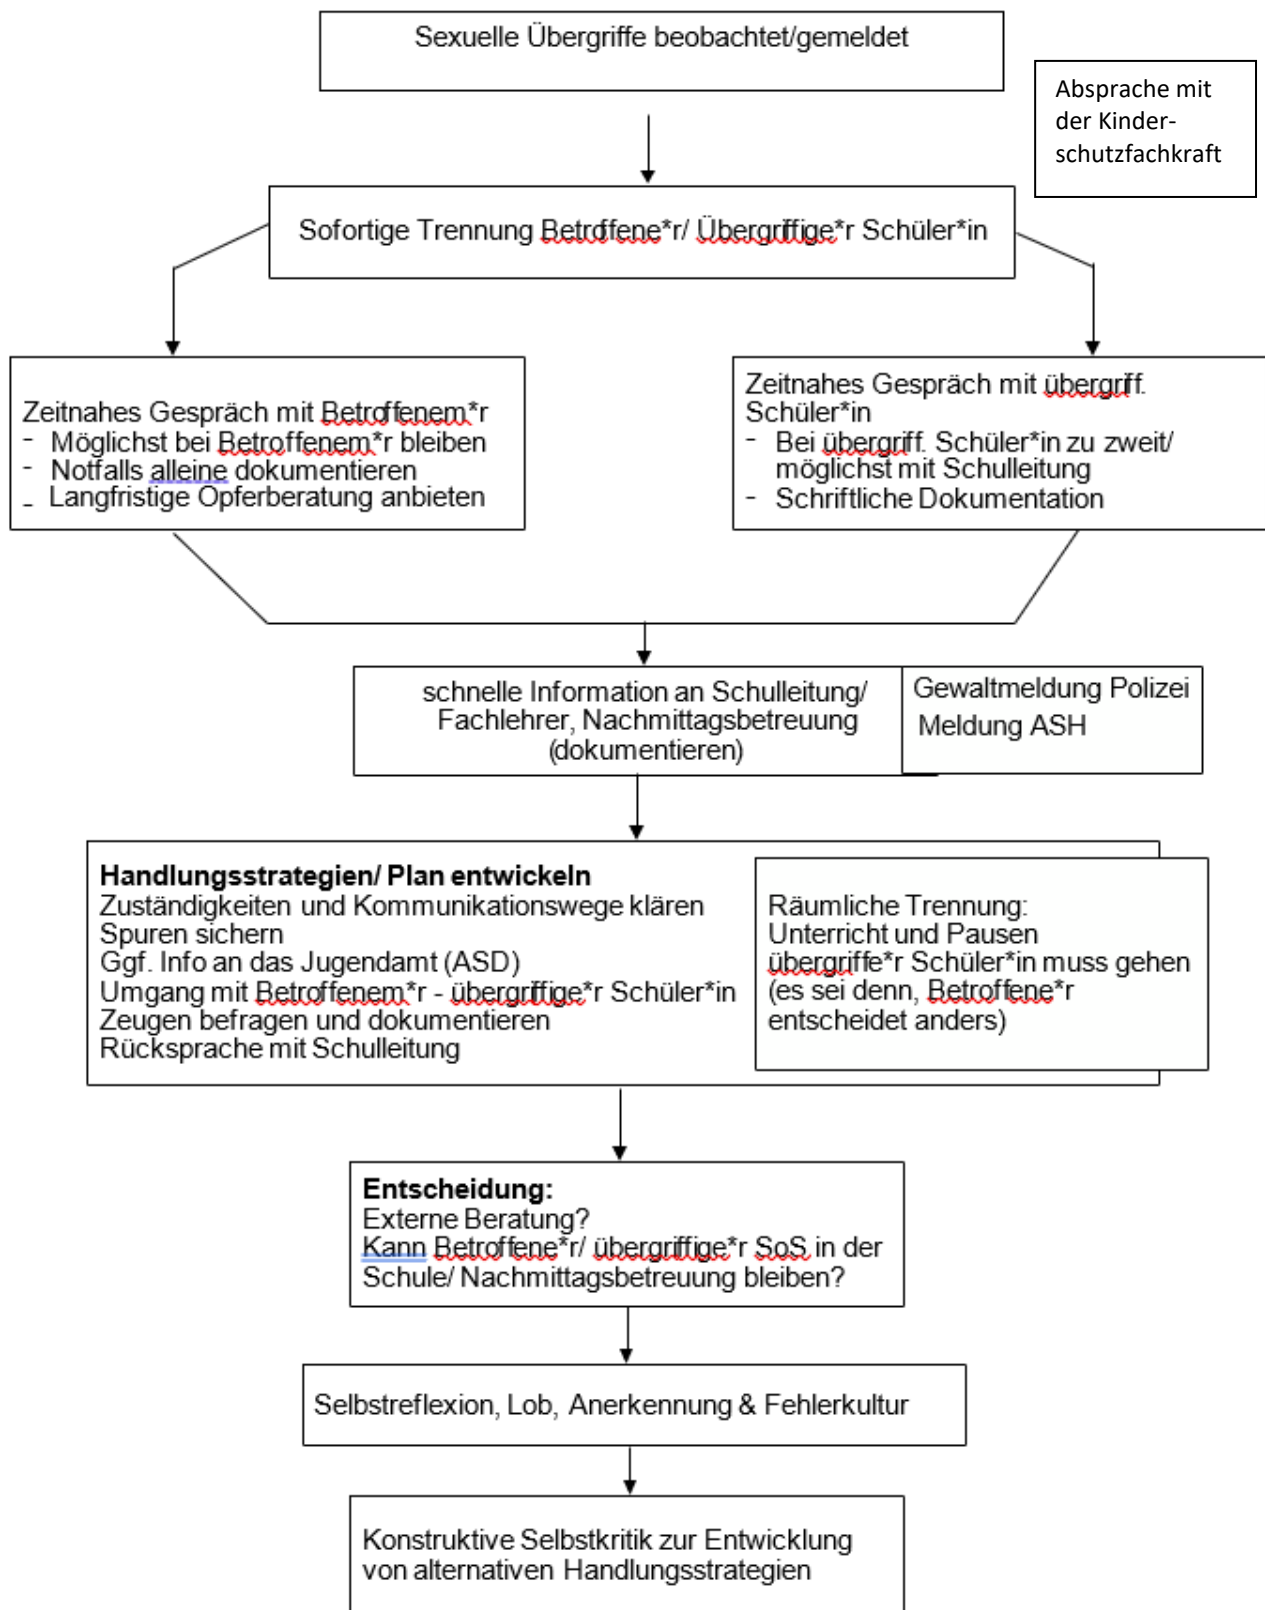 Sexuelle Übergriffe beobachtet/gemeldet
Absprache mit
der Kinder-
schutzfachkraft
Sofortige Trennung Betroffene*r/ Übergriffige*r Schüler*in
Zeitnahes Gespräch mit Betroffenem*r
- Möglichst bei Betroffenem*r bleiben
- Notfalls alleine dokumentieren
- Langfristige Opferberatung anbieten
Zeitnahes Gespräch mit übergriff.
Schüler*in
- Bei übergriff. Schüler*in zu zweit/
möglichst mit Schulleitung
- Schriftliche Dokumentation
schnelle Information an Schulleitung/
Fachlehrer, Nachmittagsbetreuung
(dokumentieren)
Gewaltmeldung Polizei
Meldung ASH
Handlungsstrategien/ Plan entwickeln
Zuständigkeiten und Kommunikationswege klären
Spuren sichern
Ggf. Info an das Jugendamt (ASD)
Umgang mit Betroffenem*r - übergriffige*r Schüler*in
Zeugen befragen und dokumentieren
Rücksprache mit Schulleitung
Räumliche Trennung:
Unterricht und Pausen
übergriffe*r Schüler*in muss gehen
(es sei denn, Betroffene*r
entscheidet anders)
Entscheidung:
Externe Beratung?
Kann Betroffene*r/ übergriffige*r SoS in der
Schule/ Nachmittagsbetreuung bleiben?
Selbstreflexion, Lob, Anerkennung & Fehlerkultur
Konstruktive Selbstkritik zur Entwicklung
von alternativen Handlungsstrategien